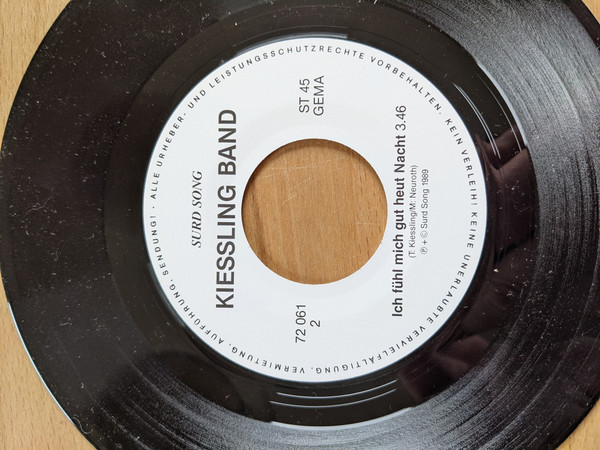 ALLE URHEBER- UND LEISTUNGSSCHUTZRECHTE VORBEHALTEN. KEIN VERLEIH! KEINE UNERLAUBTE VERVIELFÄLTIGUNG, VERMIETUNG, AUFFÜHRUNG, SENDUNG! ·
SURD SONG
KIESSLING BAND
72 061
2
ST 45
GEMA
Ich fühl mich gut heut Nacht 3.46
(T. Kiessling/M. Neuroth)
℗ + © Surd Song 1989